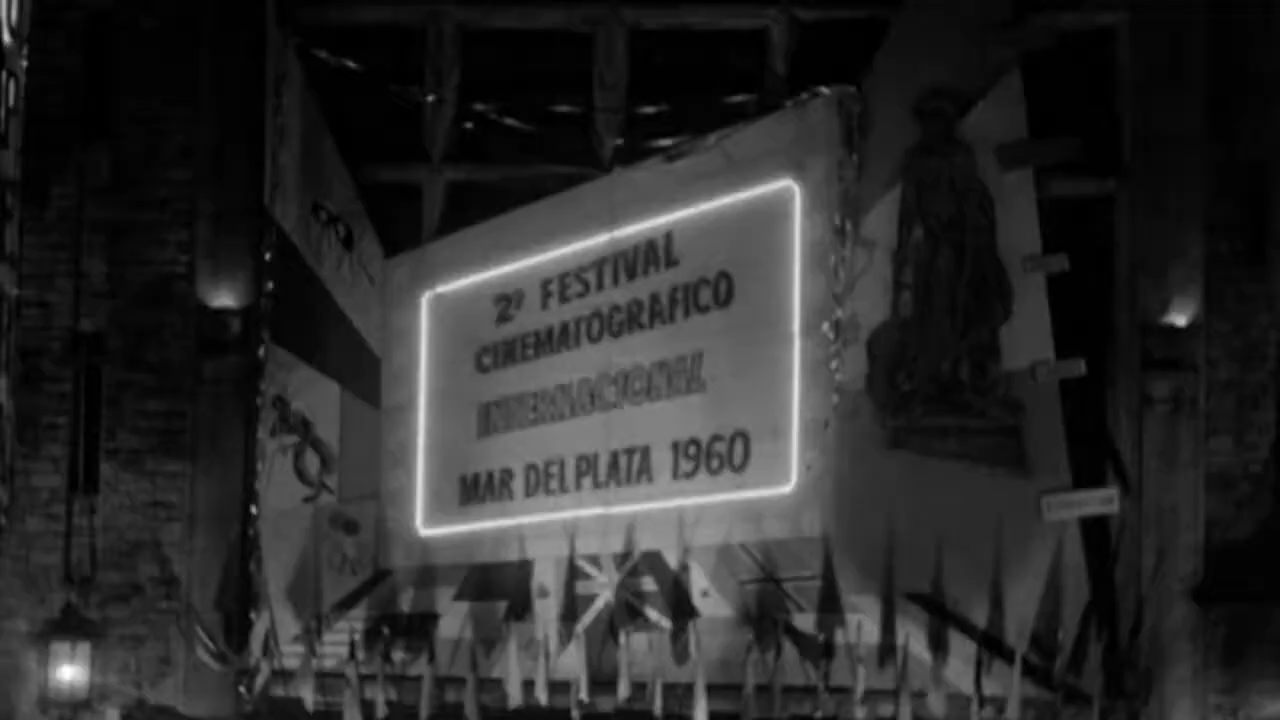 2º FESTIVAL
CINEMATOGRAFICO
INTERNACIONAL
MAR DEL PLATA 1960